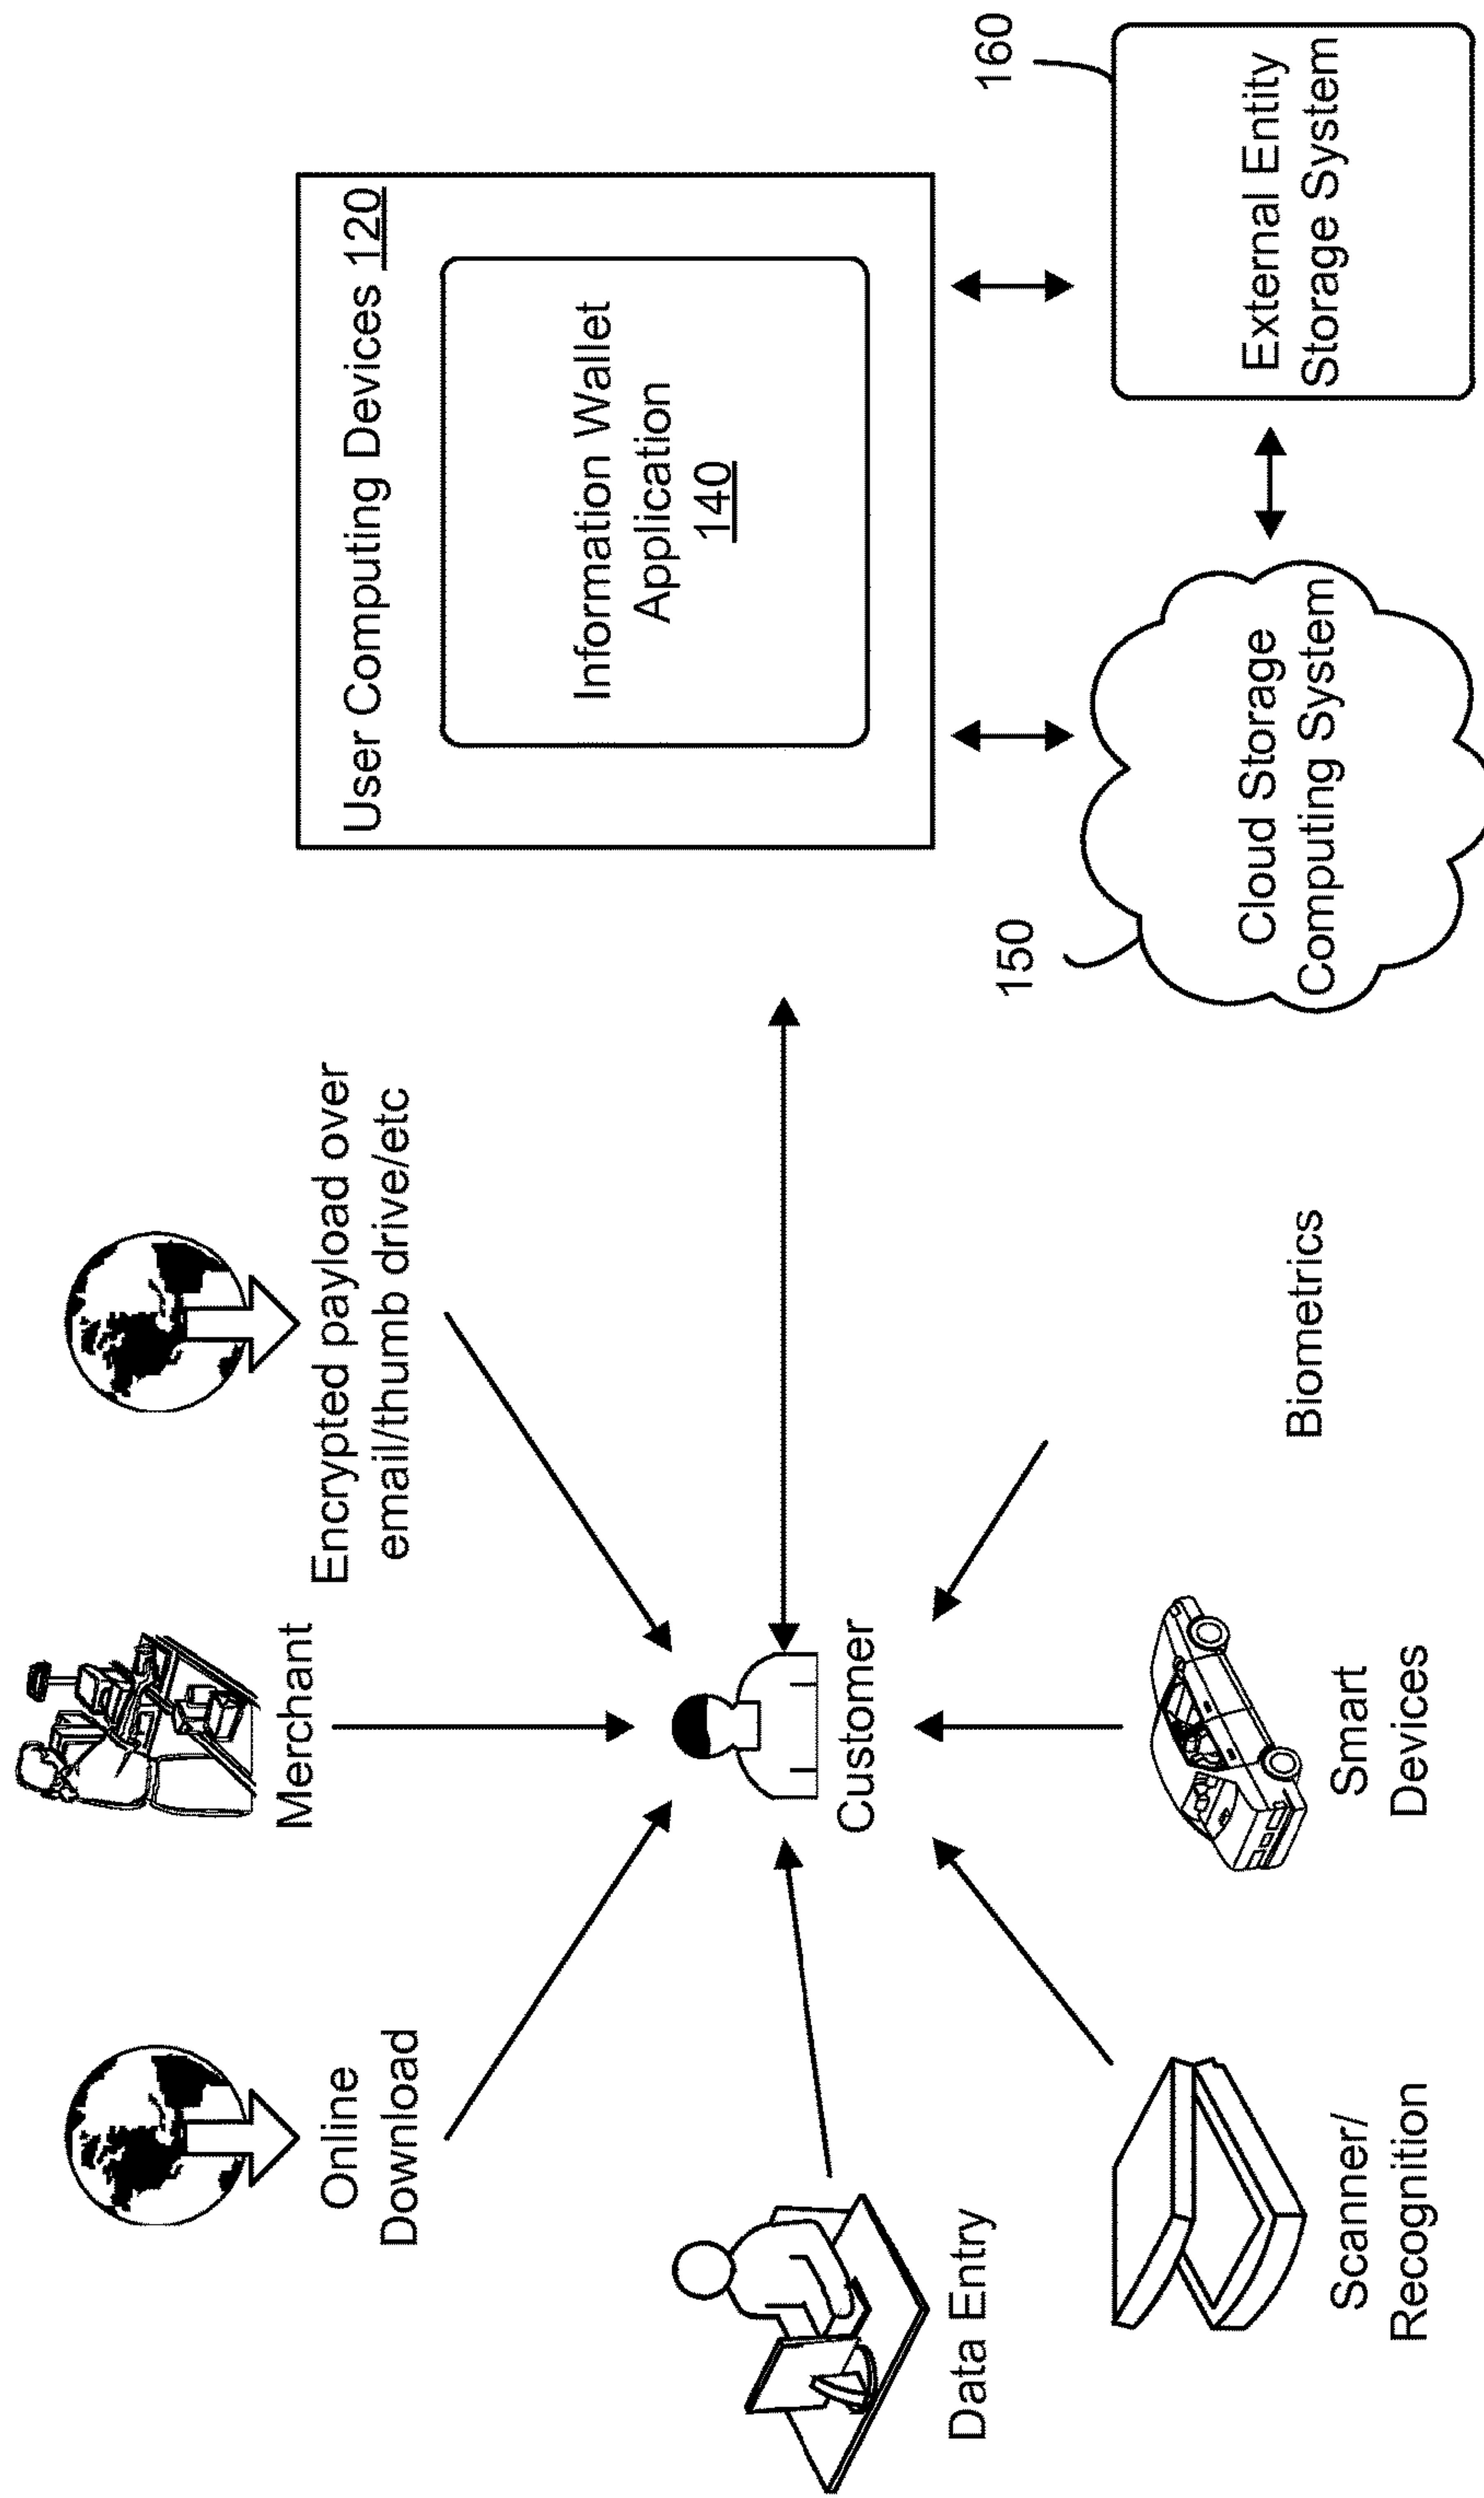 Online
Download
Merchant
Encrypted payload over
email/thumb drive/etc
Data Entry
Customer
Scanner/
Recognition
Smart
Devices
Biometrics
User Computing Devices 120
Information Wallet
Application
140
150
Cloud Storage
Computing System
160
External Entity
Storage System